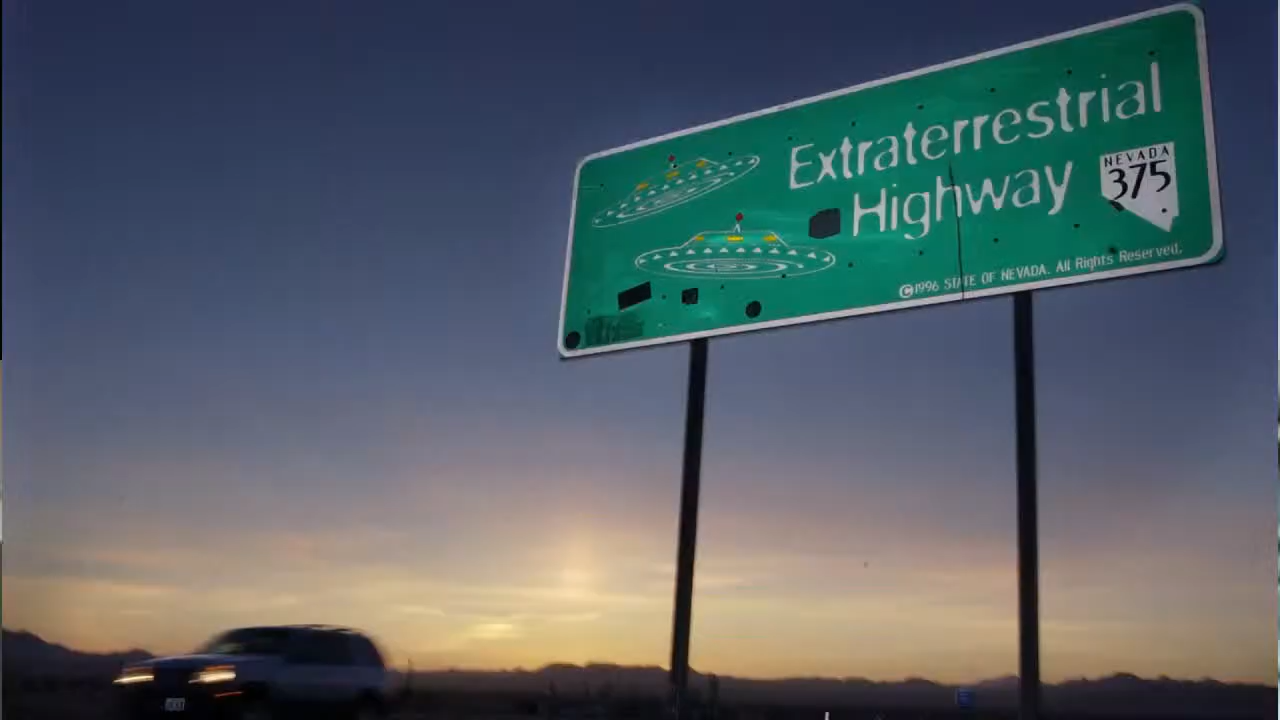 Extraterrestrial
Highway
NEVADA
375
©1996 STATE OF NEVADA. All Rights Reserved.